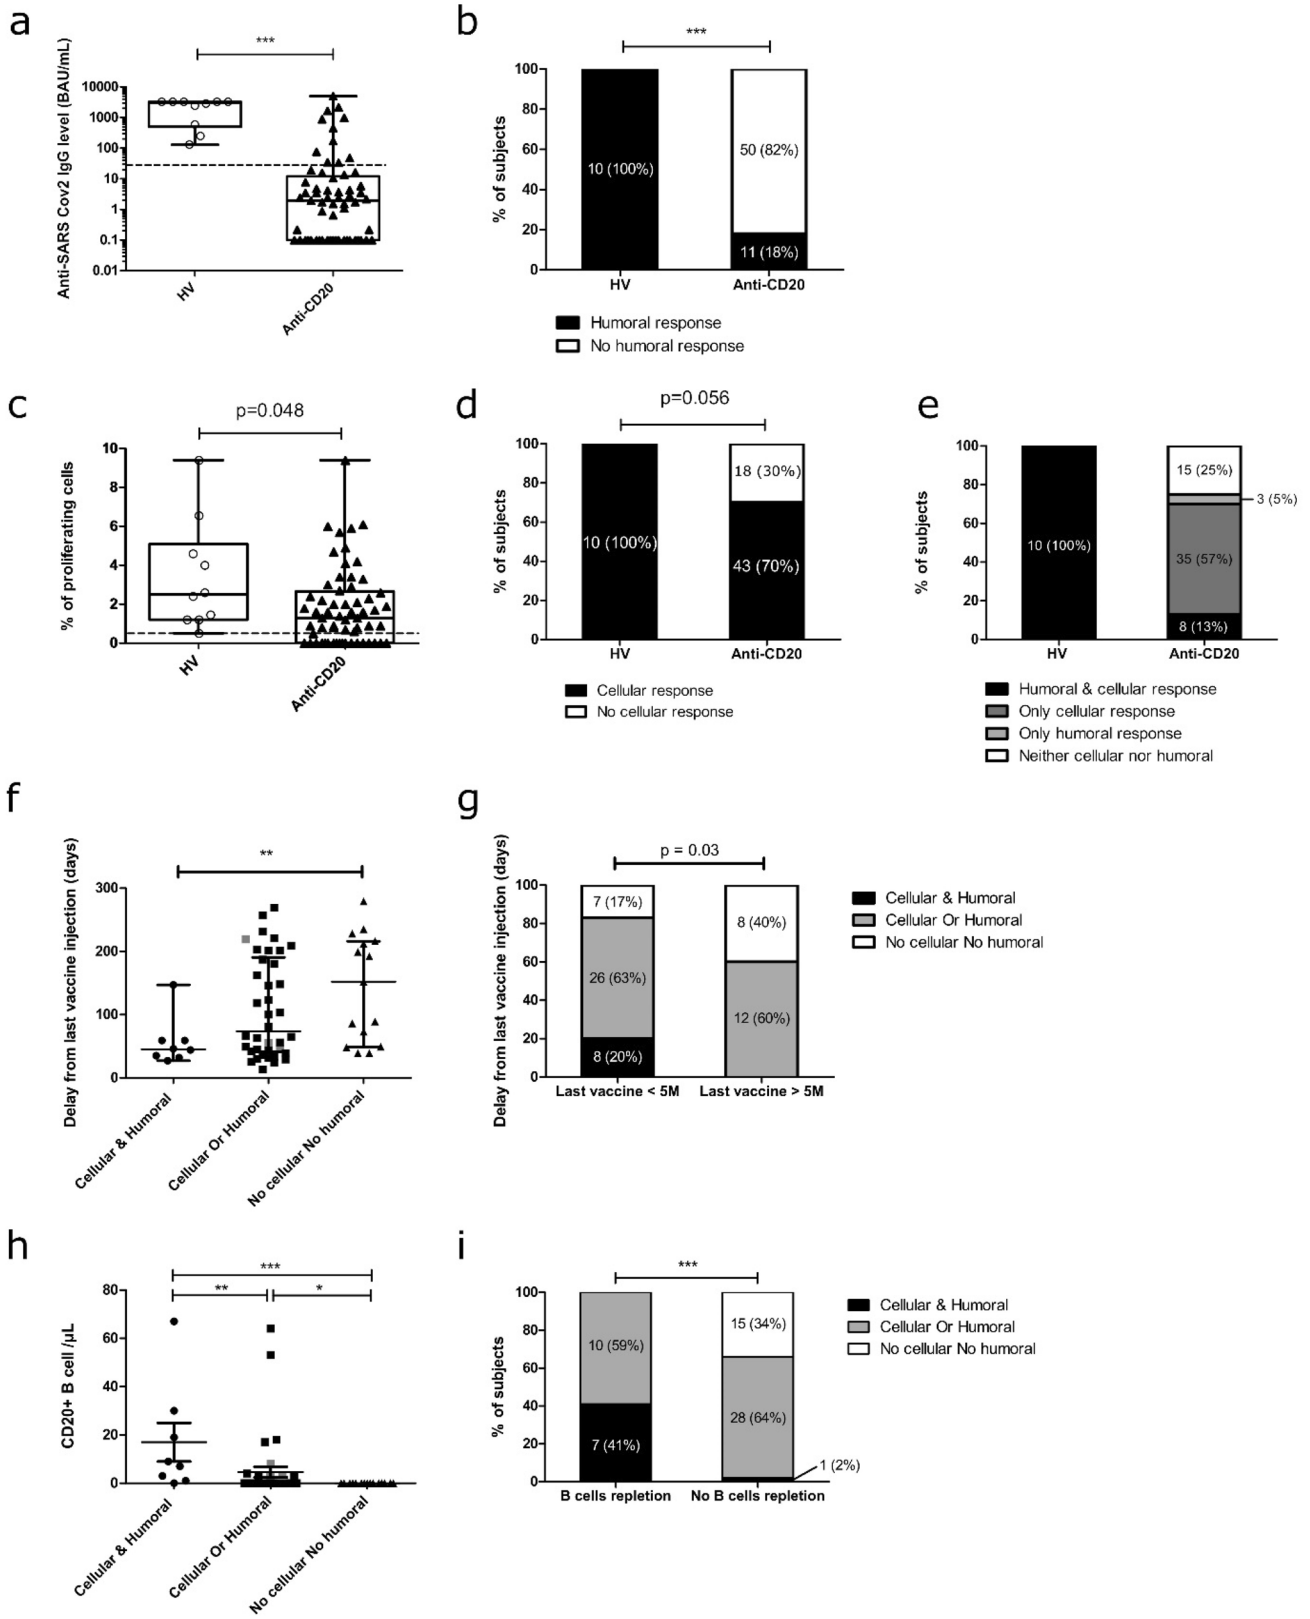 a
Anti-SARS Cov2 IgG level (BAU/mL)
***
10000
1000
100
10
1
0.1
0.01
HV
Anti-CD20
b
% of subjects
***
100
80
60
40
20
0
10 (100%)
50 (82%)
11 (18%)
HV
Anti-CD20
Humoral response
No humoral response
c
% of proliferating cells
p=0.048
10
8
6
4
2
0
HV
Anti-CD20
d
% of subjects
p=0.056
100
80
60
40
20
0
10 (100%)
18 (30%)
43 (70%)
HV
Anti-CD20
Cellular response
No cellular response
e
% of subjects
100
80
60
40
20
0
10 (100%)
15 (25%)
3 (5%)
35 (57%)
8 (13%)
HV
Anti-CD20
Humoral & cellular response
Only cellular response
Only humoral response
Neither cellular nor humoral
f
Delay from last vaccine injection (days)
**
300
200
100
0
Cellular & Humoral
Cellular Or Humoral
No cellular No humoral
g
Delay from last vaccine injection (days)
p = 0.03
100
80
60
40
20
0
7 (17%)
26 (63%)
8 (20%)
8 (40%)
12 (60%)
Last vaccine < 5M
Last vaccine > 5M
Cellular & Humoral
Cellular Or Humoral
No cellular No humoral
h
CD20+ B cell /µL
***
**
*
80
60
40
20
0
Cellular & Humoral
Cellular Or Humoral
No cellular No humoral
i
% of subjects
***
100
80
60
40
20
0
10 (59%)
7 (41%)
15 (34%)
28 (64%)
1 (2%)
B cells repletion
No B cells repletion
Cellular & Humoral
Cellular Or Humoral
No cellular No humoral